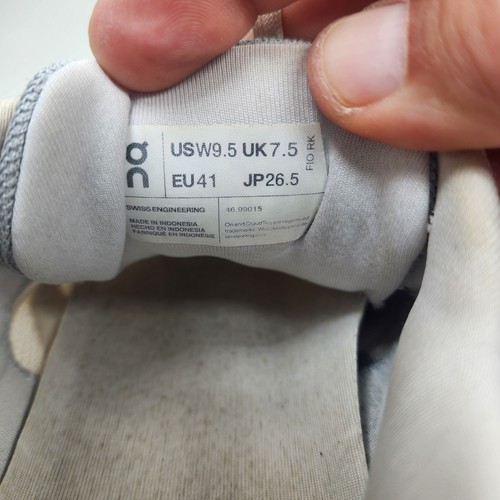 On
USW9.5 UK7.5
EU41 JP26.5
FIO RK
SWISS ENGINEERING
46.99015
MADE IN INDONESIA
HECHO EN INDONESIA
FABRIQUÉ EN INDONÉSIE